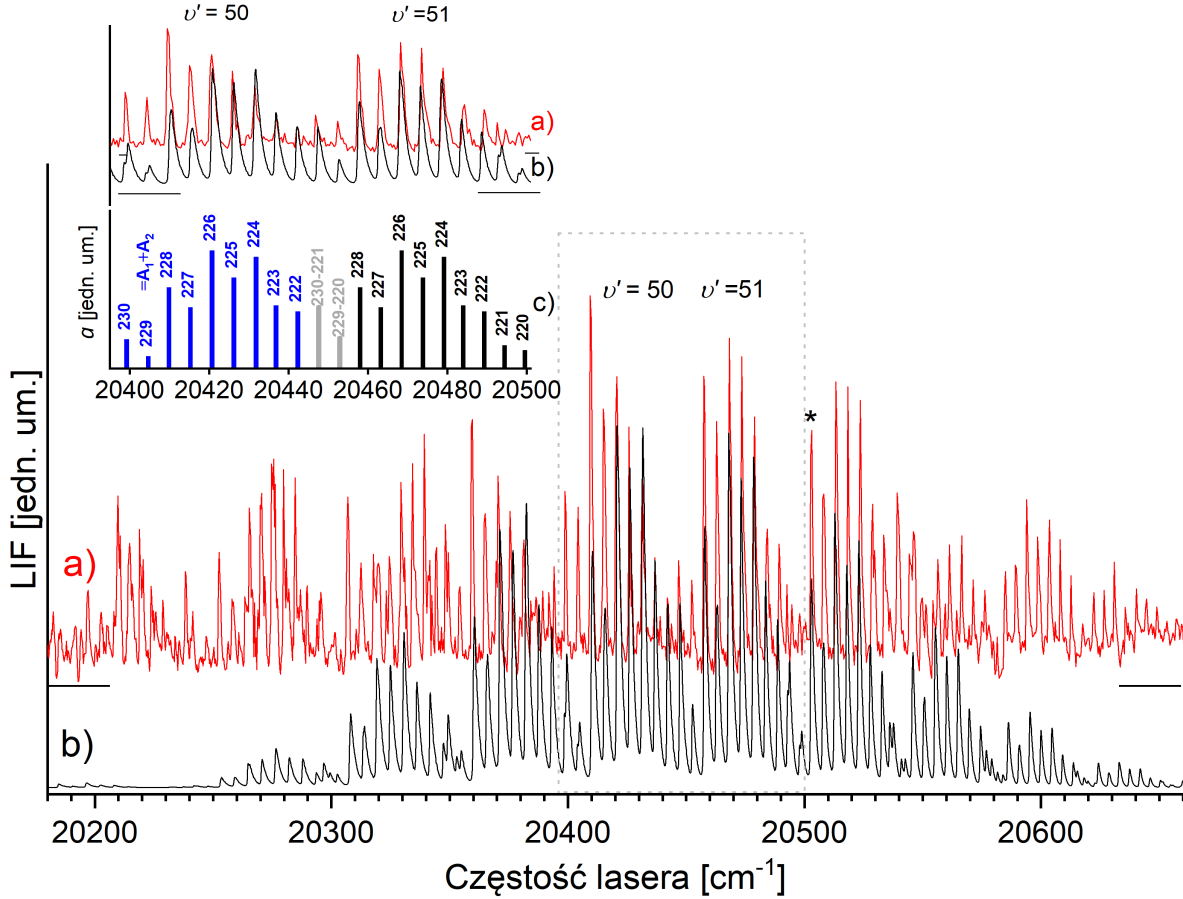 υ' = 50 υ' = 51
a)
b)
α [jedn. um.]
230
229
=A₁+A₂
228
227
226
225
224
223
222
230-221
229-220
228
227
226
225
224
223
222
221
220
c)
20400 20420 20440 20460 20480 20500
υ' = 50 υ' =51
*
LIF [jedn. um.]
a)
b)
20200 20300 20400 20500 20600
Częstość lasera [cm⁻¹]